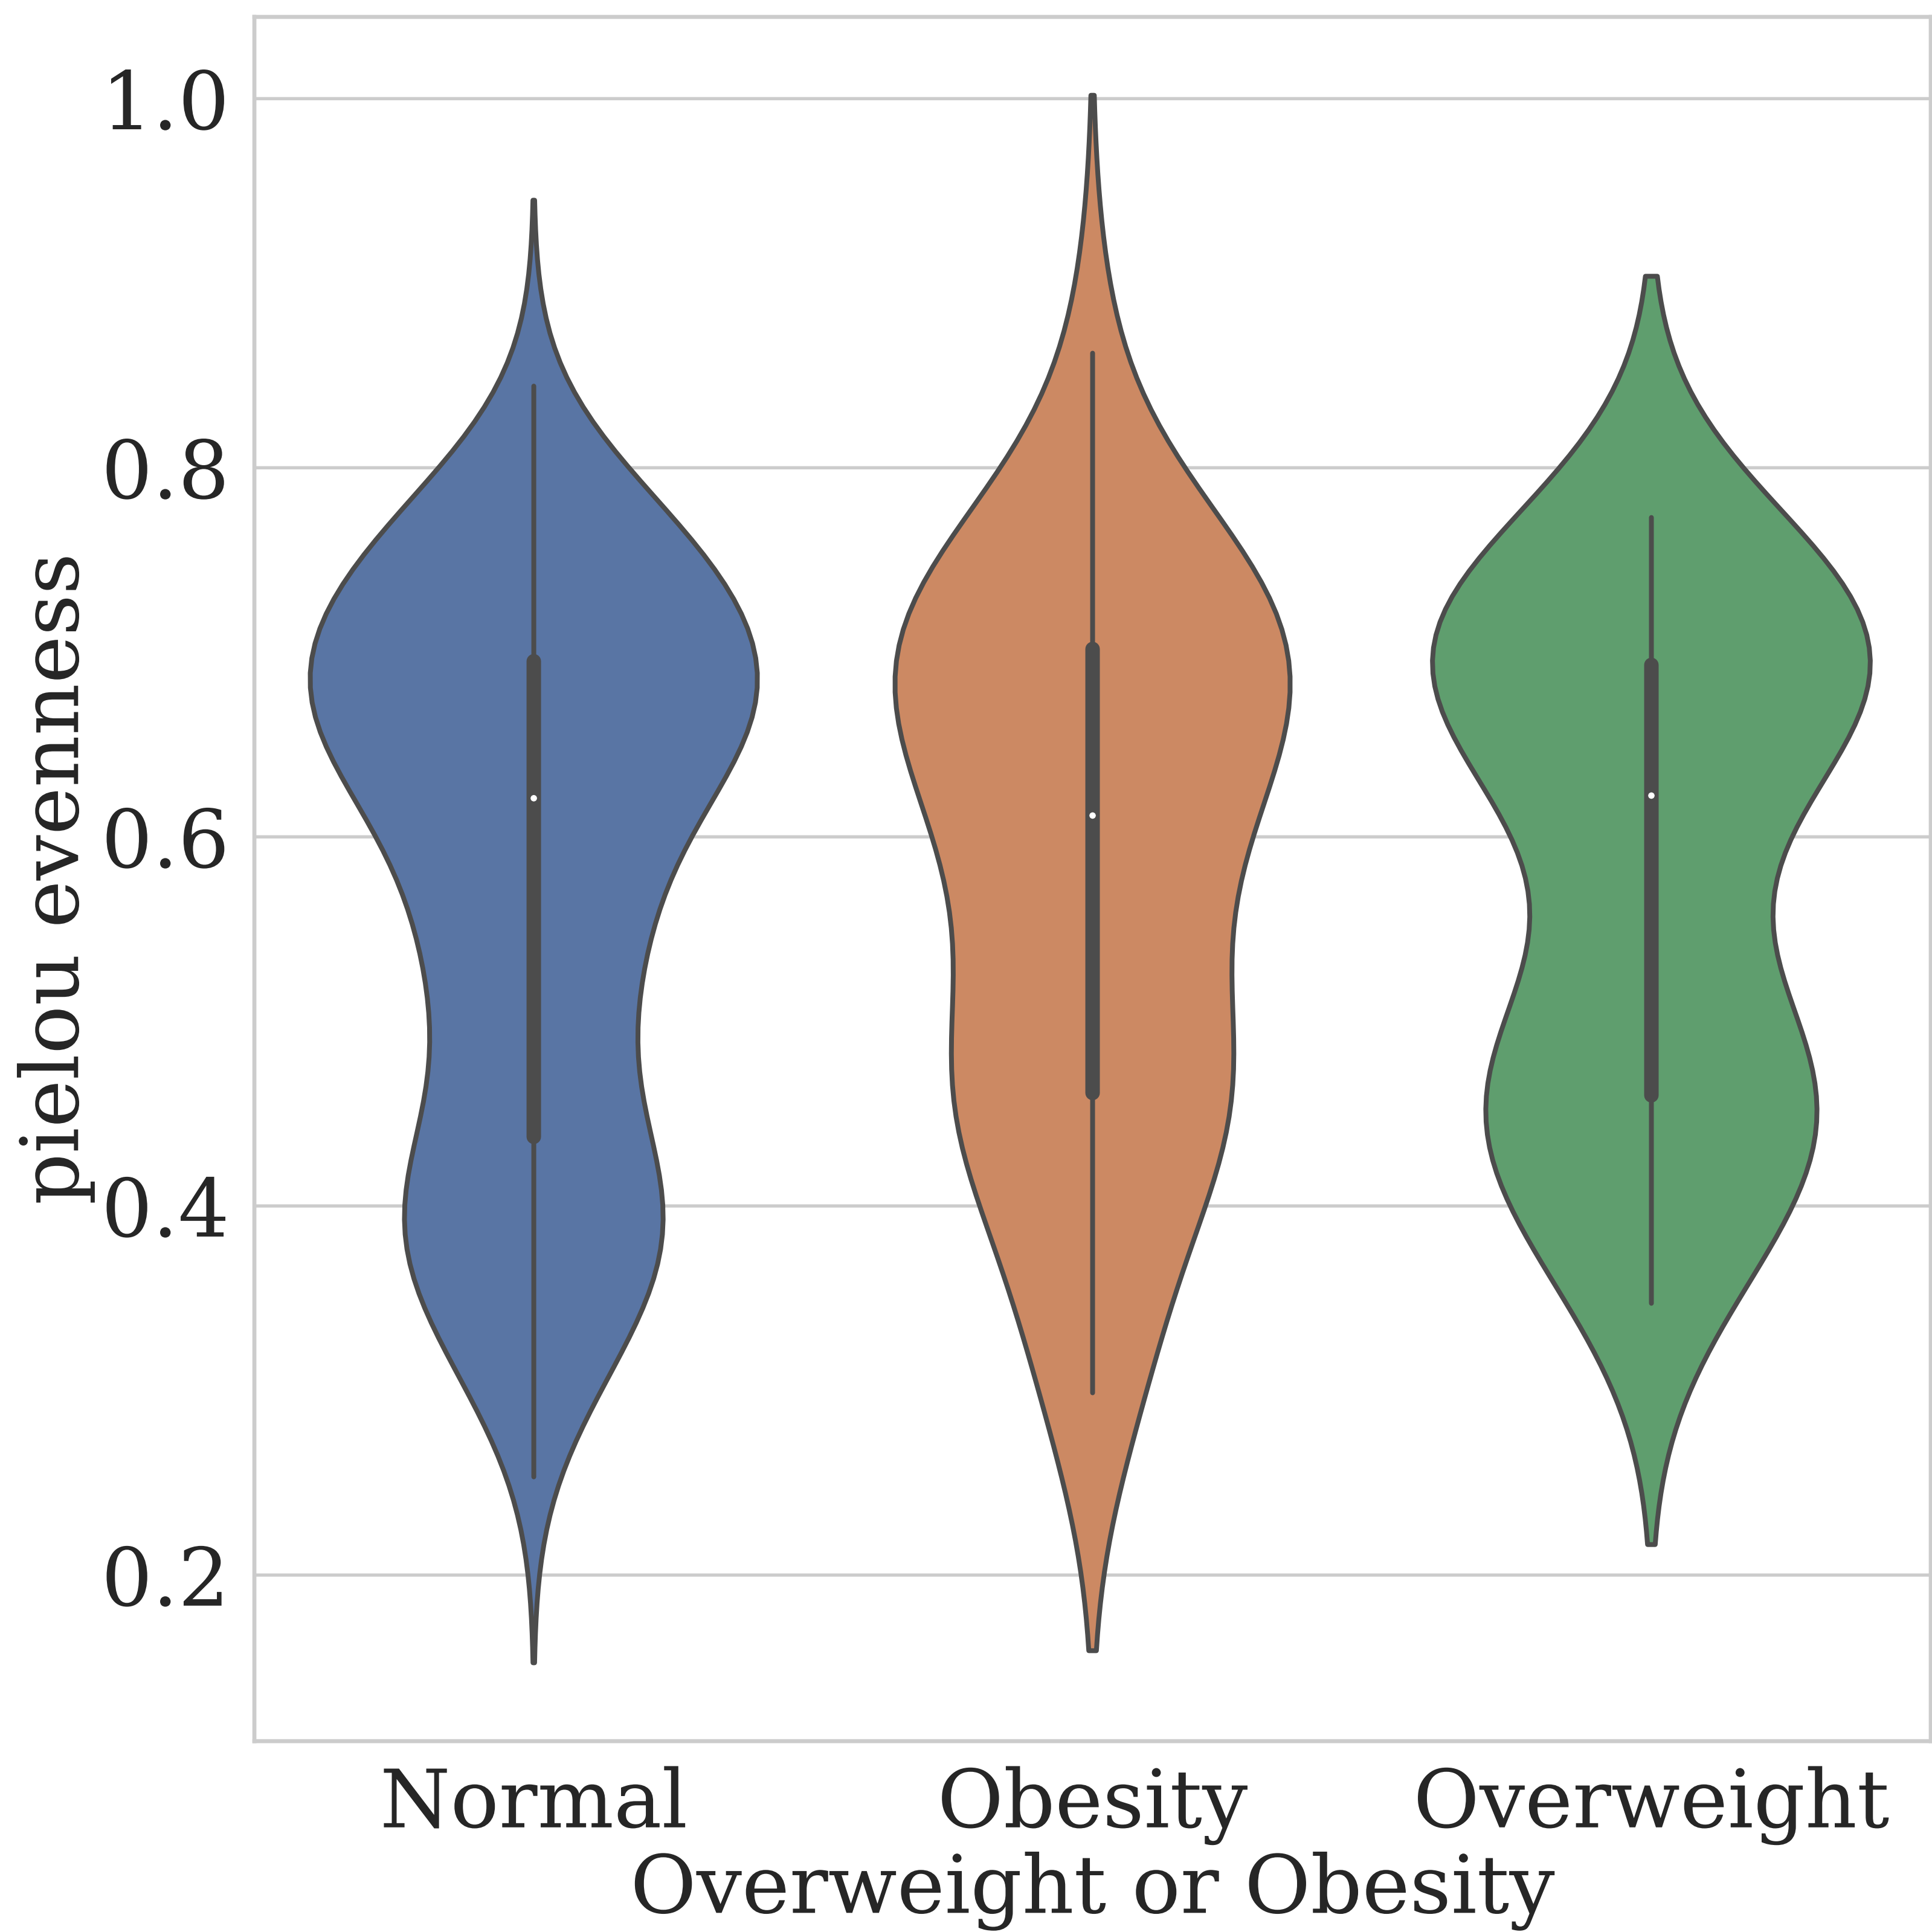 pielou evenness
1.0
0.8
0.6
0.4
0.2
Normal Obesity Overweight
Overweight or Obesity